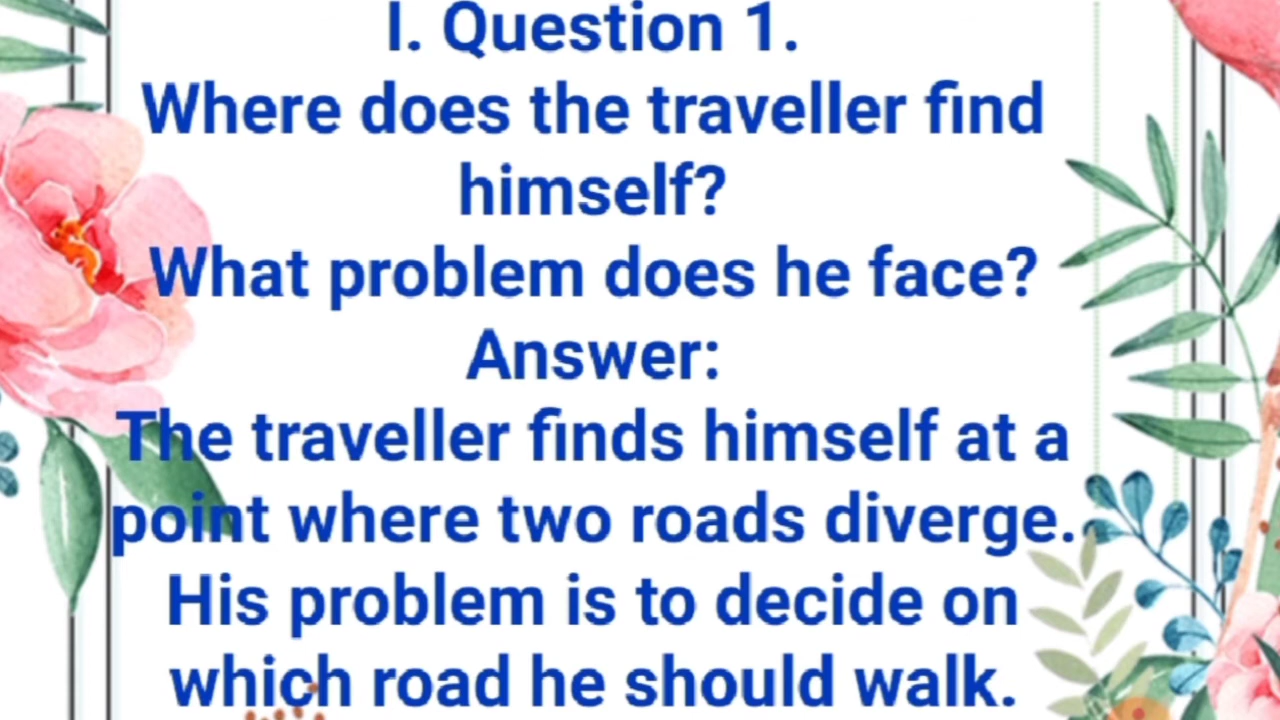 I. Question 1.
Where does the traveller find
himself?
What problem does he face?
Answer:
The traveller finds himself at a
point where two roads diverge.
His problem is to decide on
which road he should walk.